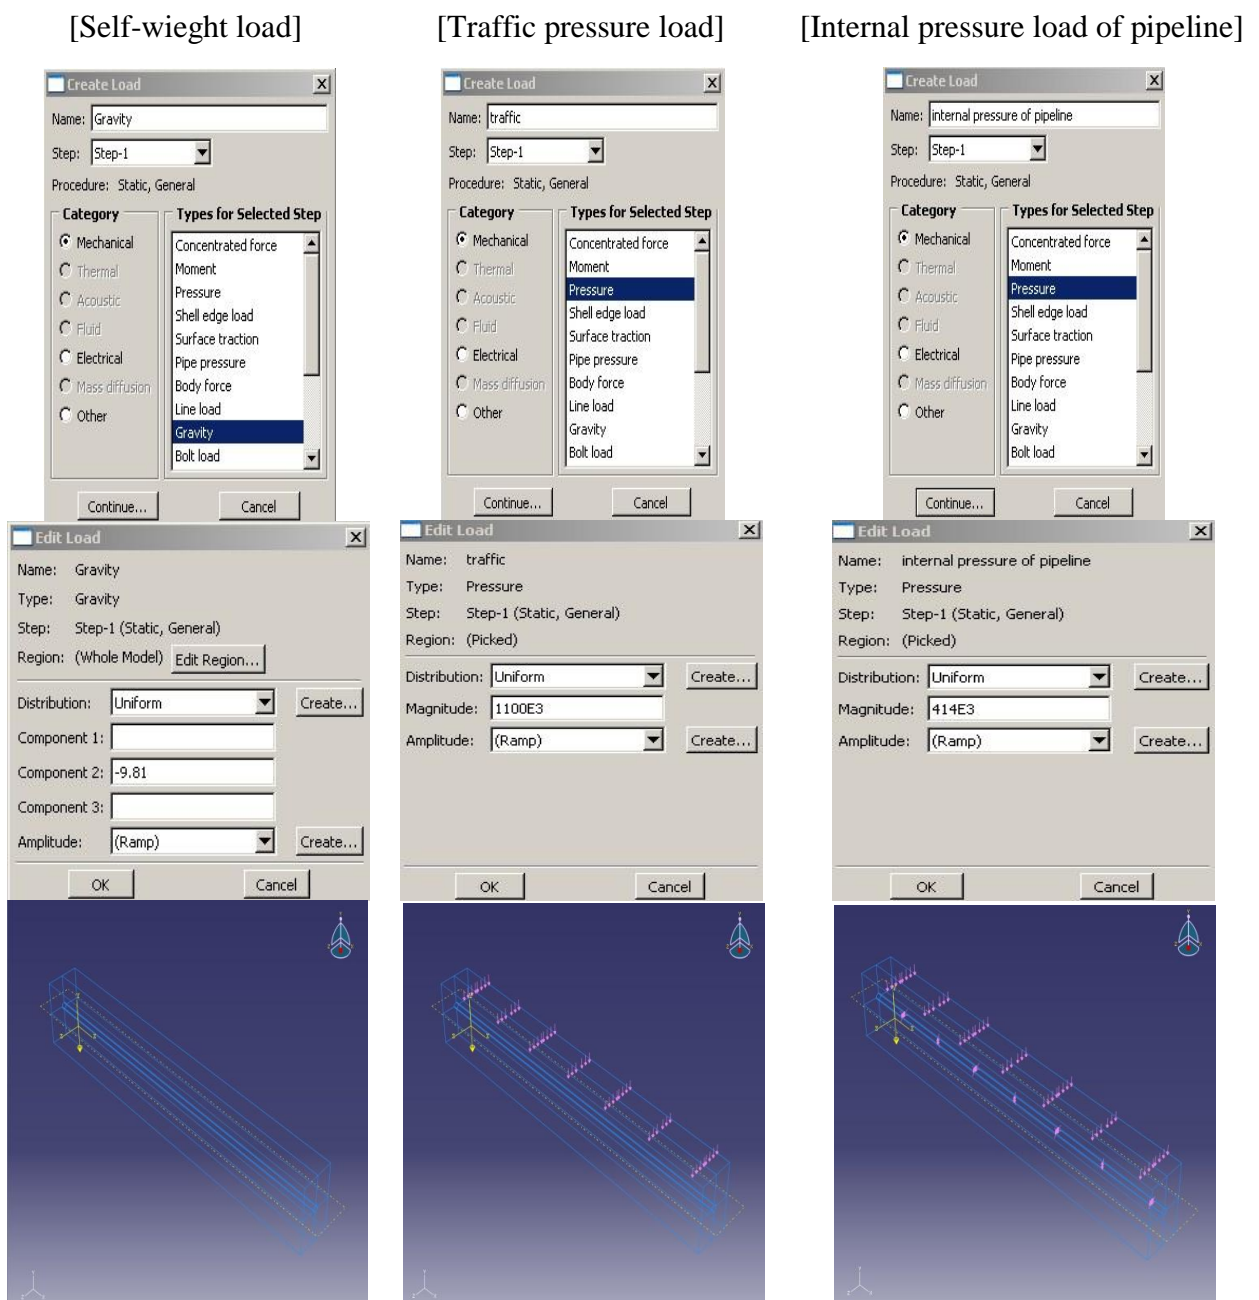 [Self-wieght load]
[Traffic pressure load]
[Internal pressure load of pipeline]
Create Load X
Name: Gravity
Step: Step-1
Procedure: Static, General
Category
Mechanical
Thermal
Acoustic
Fluid
Electrical
Mass diffusion
Other
Types for Selected Step
Concentrated force
Moment
Pressure
Shell edge load
Surface traction
Pipe pressure
Body force
Line load
Gravity
Bolt load
Continue... Cancel
Create Load X
Name: traffic
Step: Step-1
Procedure: Static, General
Category
Mechanical
Thermal
Acoustic
Fluid
Electrical
Mass diffusion
Other
Types for Selected Step
Concentrated force
Moment
Pressure
Shell edge load
Surface traction
Pipe pressure
Body force
Line load
Gravity
Bolt load
Continue... Cancel
Create Load X
Name: internal pressure of pipeline
Step: Step-1
Procedure: Static, General
Category
Mechanical
Thermal
Acoustic
Fluid
Electrical
Mass diffusion
Other
Types for Selected Step
Concentrated force
Moment
Pressure
Shell edge load
Surface traction
Pipe pressure
Body force
Line load
Gravity
Bolt load
Continue... Cancel
Edit Load X
Name: Gravity
Type: Gravity
Step: Step-1 (Static, General)
Region: (Whole Model) Edit Region...
Distribution: Uniform Create...
Component 1:
Component 2: -9.81
Component 3:
Amplitude: (Ramp) Create...
OK Cancel
Edit Load X
Name: traffic
Type: Pressure
Step: Step-1 (Static, General)
Region: (Picked)
Distribution: Uniform Create...
Magnitude: 1100E3
Amplitude: (Ramp) Create...
OK Cancel
Edit Load X
Name: internal pressure of pipeline
Type: Pressure
Step: Step-1 (Static, General)
Region: (Picked)
Distribution: Uniform Create...
Magnitude: 414E3
Amplitude: (Ramp) Create...
OK Cancel